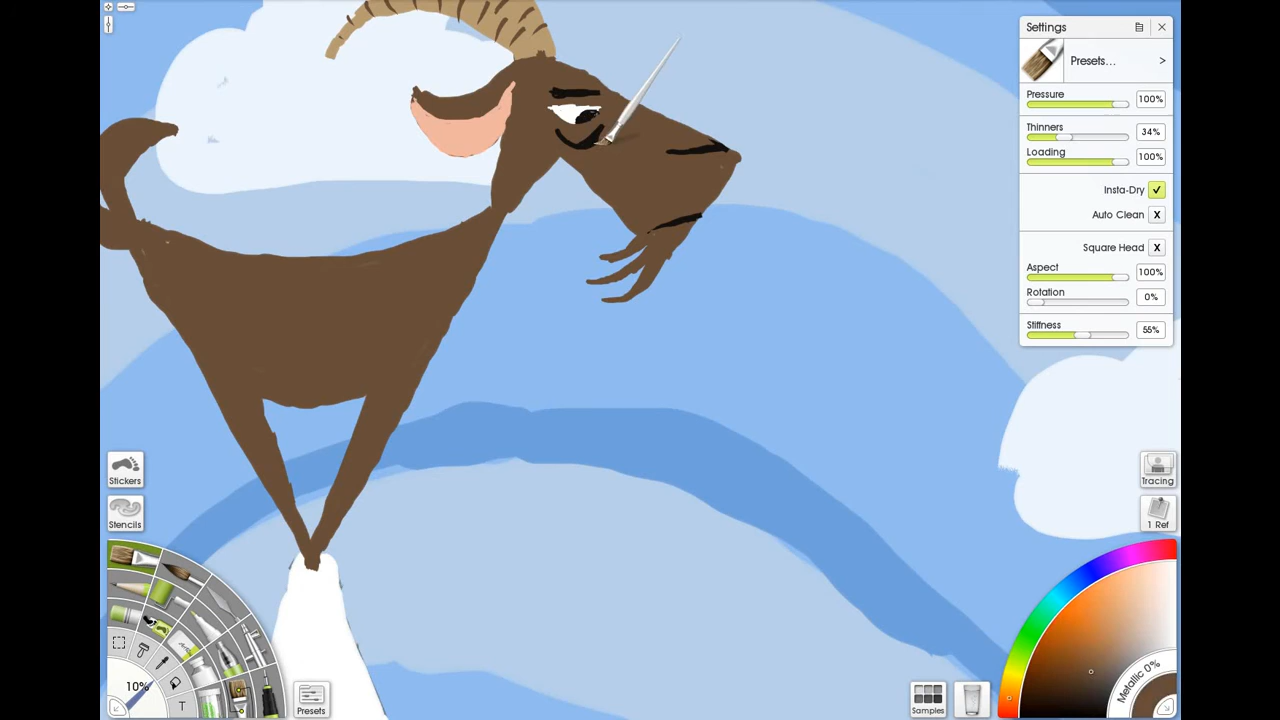 Settings
Presets... >
Pressure
100%
Thinners
34%
Loading
100%
Insta-Dry
Auto Clean X
Square Head X
Aspect
100%
Rotation
0%
Stiffness
55%
Stickers
Stencils
Tracing
1 Ref
10%
T
Presets
Samples
Metallic 0%